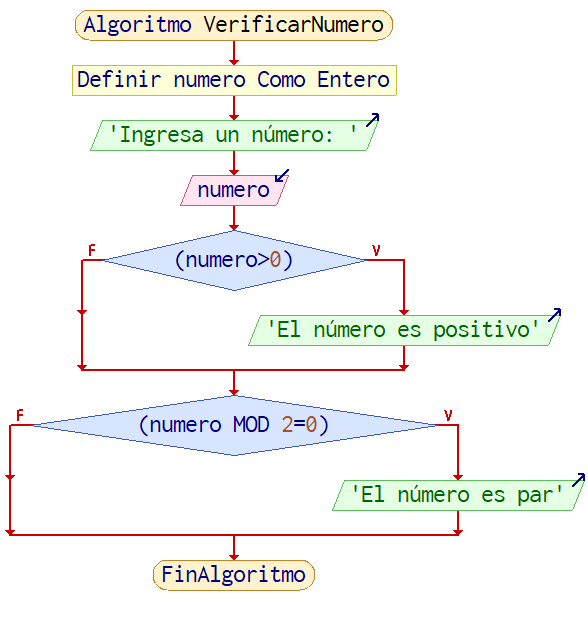 Algoritmo VerificarNumero
Definir numero Como Entero
'Ingresa un número: '
numero
F
(numero>0)
V
'El número es positivo'
F
(numero MOD 2=0)
V
'El número es par'
FinAlgoritmo